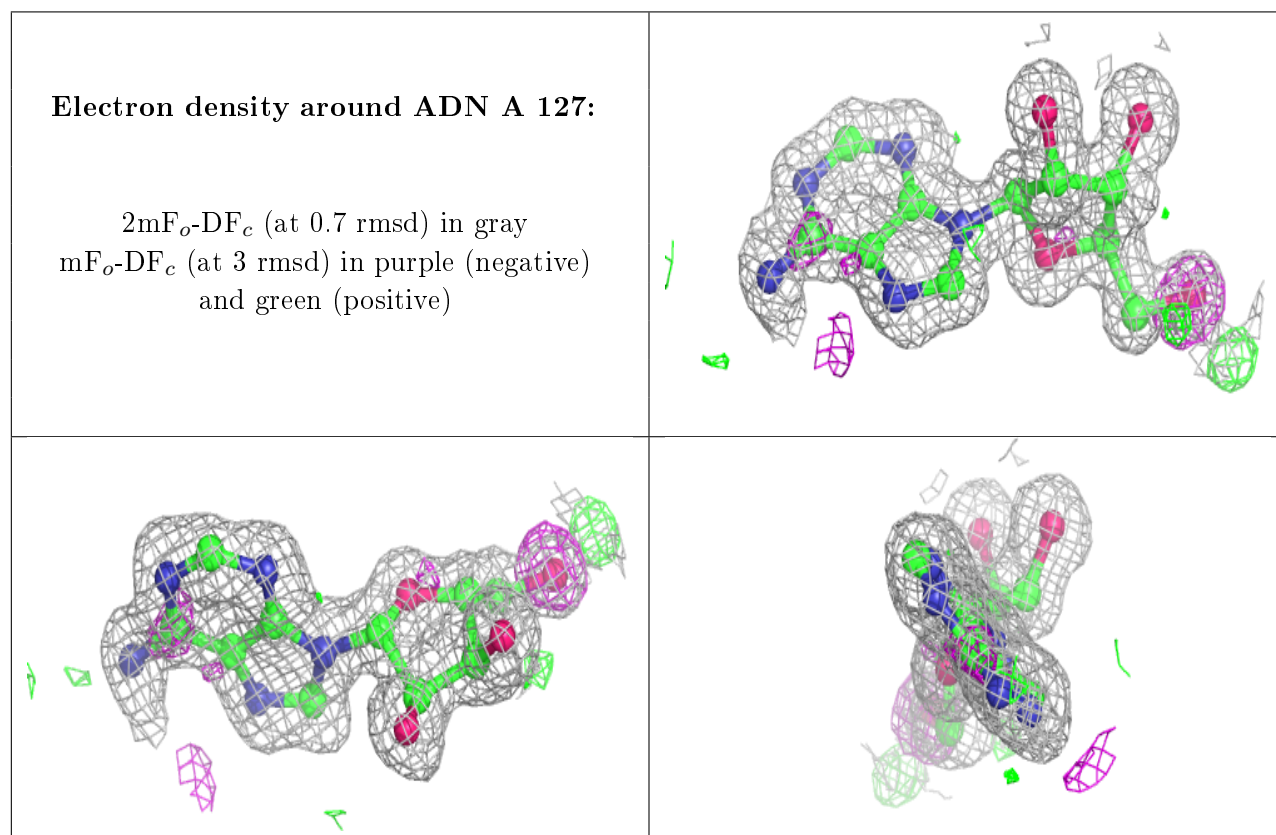 Electron density around ADN A 127:
2mFₒ-DF𝒸 (at 0.7 rmsd) in gray
mFₒ-DF𝒸 (at 3 rmsd) in purple (negative)
and green (positive)